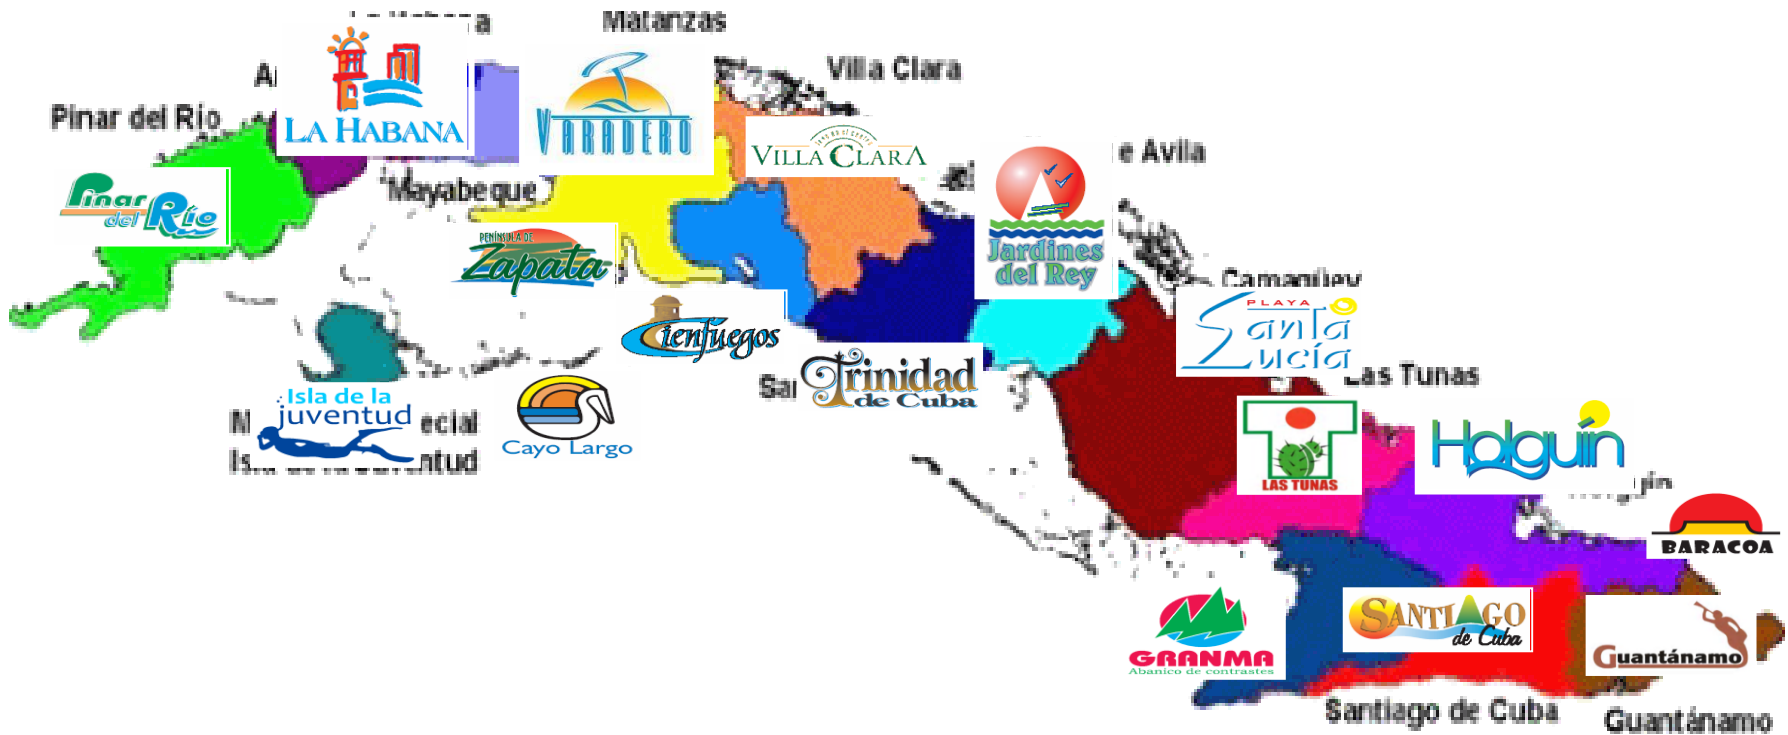 Matanzas
Villa Clara
Pinar del Río
LA HABANA
VARADERO
VILLA CLARA
e Avila
Mayabeque
Pinar
del Río
PENÍNSULA DE
Zapata
Jardines
del Rey
Camagüey
PLAYA
Santa
Lucía
Cienfuegos
Trinidad
de Cuba
Las Tunas
Isla de la
juventud
ecial
Cayo Largo
LAS TUNAS
Holguín
BARACOA
GRANMA
Abanico de contrastes
SANTIAGO
de Cuba
Guantánamo
Santiago de Cuba
Guantánamo